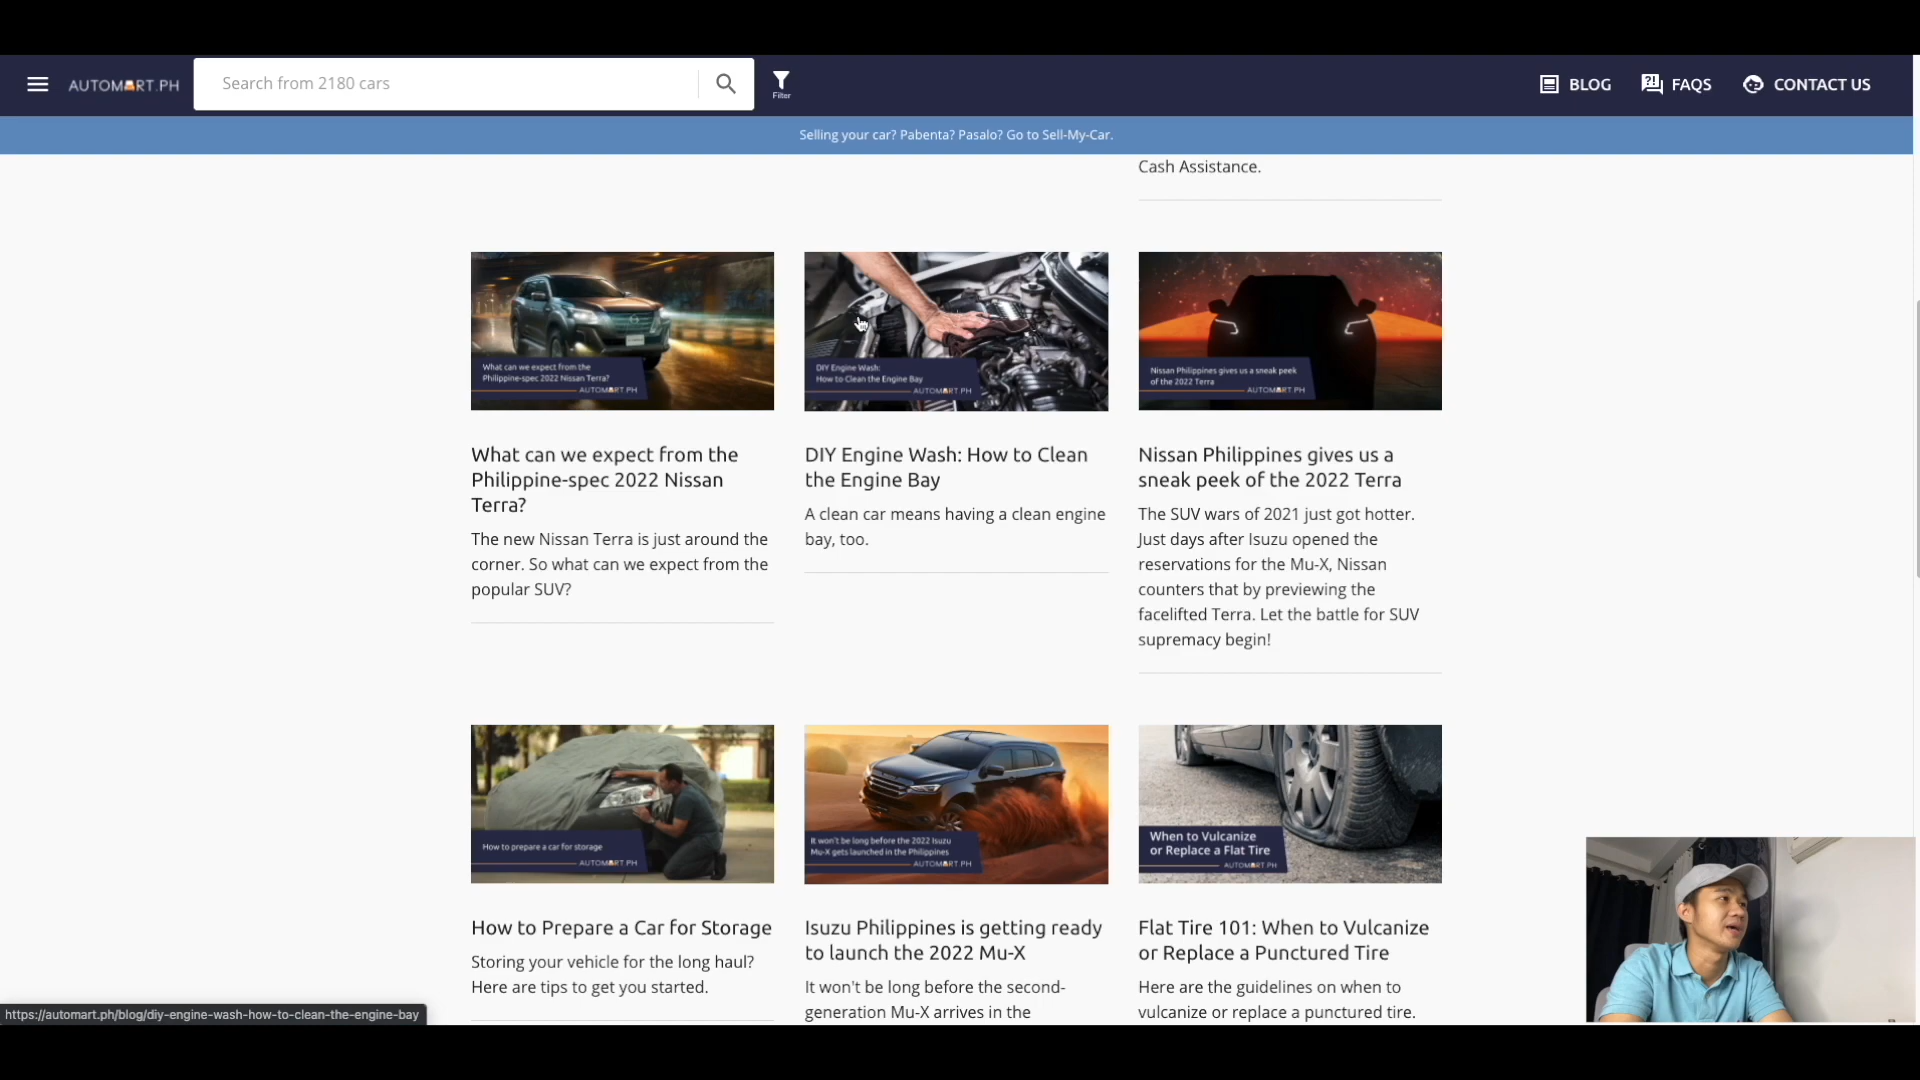 AUTOMART.PH
Search from 2180 cars
Filter
BLOG
FAQS
CONTACT US
Selling your car? Pabenta? Pasalo? Go to Sell-My-Car.
Cash Assistance.
What can we expect from the
Philippine-spec 2022 Nissan Terra?
AUTOMART.PH
DIY Engine Wash:
How to Clean the Engine Bay
AUTOMART.PH
Nissan Philippines gives us a sneak peek
of the 2022 Terra
AUTOMART.PH
What can we expect from the
Philippine-spec 2022 Nissan
Terra?
The new Nissan Terra is just around the
corner. So what can we expect from the
popular SUV?
DIY Engine Wash: How to Clean
the Engine Bay
A clean car means having a clean engine
bay, too.
Nissan Philippines gives us a
sneak peek of the 2022 Terra
The SUV wars of 2021 just got hotter.
Just days after Isuzu opened the
reservations for the Mu-X, Nissan
counters that by previewing the
facelifted Terra. Let the battle for SUV
supremacy begin!
How to prepare a car for storage
AUTOMART.PH
It won't be long before the 2022 Isuzu
Mu-X gets launched in the Philippines
AUTOMART.PH
When to Vulcanize
or Replace a Flat Tire
AUTOMART.PH
How to Prepare a Car for Storage
Storing your vehicle for the long haul?
Here are tips to get you started.
Isuzu Philippines is getting ready
to launch the 2022 Mu-X
It won't be long before the second-
generation Mu-X arrives in the
Flat Tire 101: When to Vulcanize
or Replace a Punctured Tire
Here are the guidelines on when to
vulcanize or replace a punctured tire.
https://automart.ph/blog/diy-engine-wash-how-to-clean-the-engine-bay